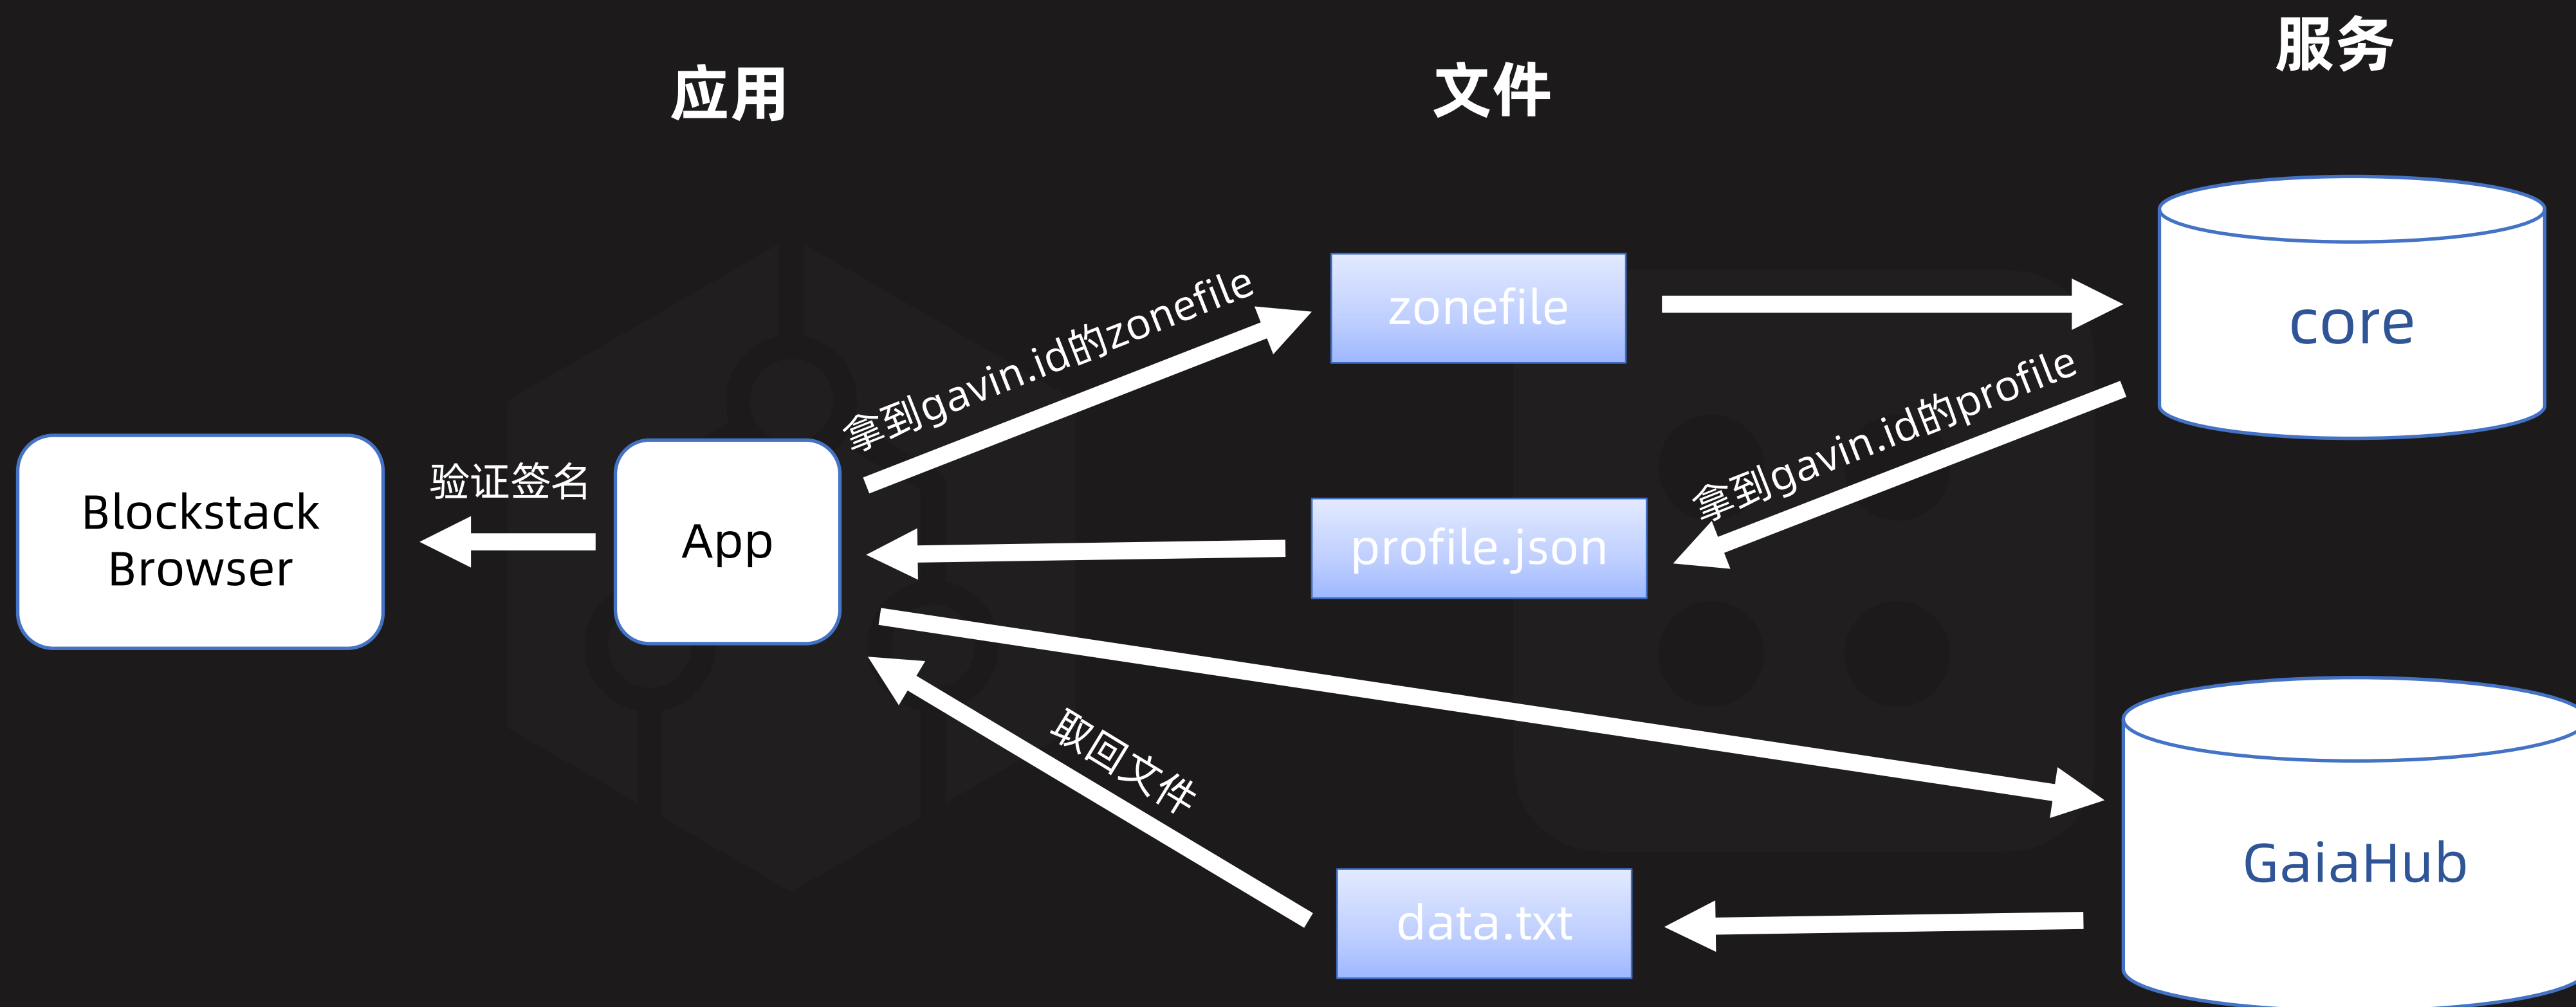 应用
文件
服务
拿到gavin.id的zonefile
zonefile
core
拿到gavin.id的profile
Blockstack
Browser
验证签名
App
profile.json
取回文件
GaiaHub
data.txt